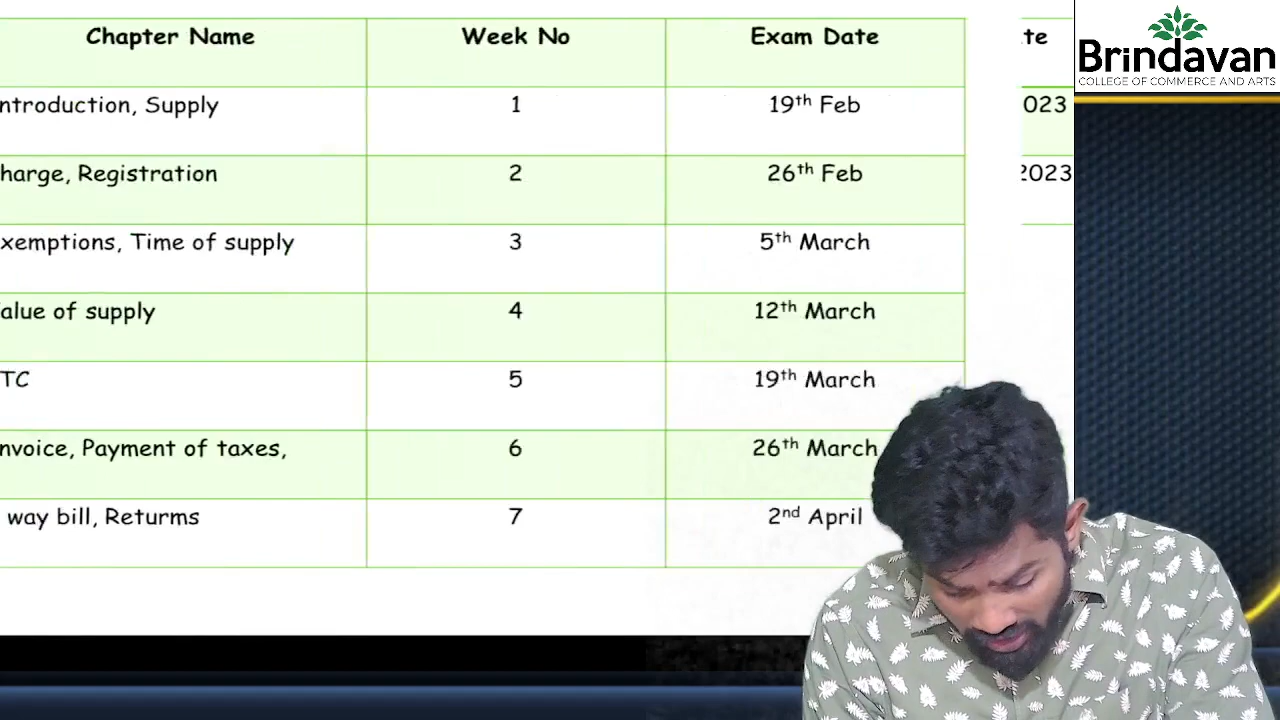 Chapter Name Week No Exam Date te
Brindavan
COLLEGE OF COMMERCE AND ARTS
ntroduction, Supply 1 19th Feb 023
harge, Registration 2 26th Feb 2023
xemptions, Time of supply 3 5th March
alue of supply 4 12th March
TC 5 19th March
nvoice, Payment of taxes, 6 26th March
way bill, Returms 7 2nd April